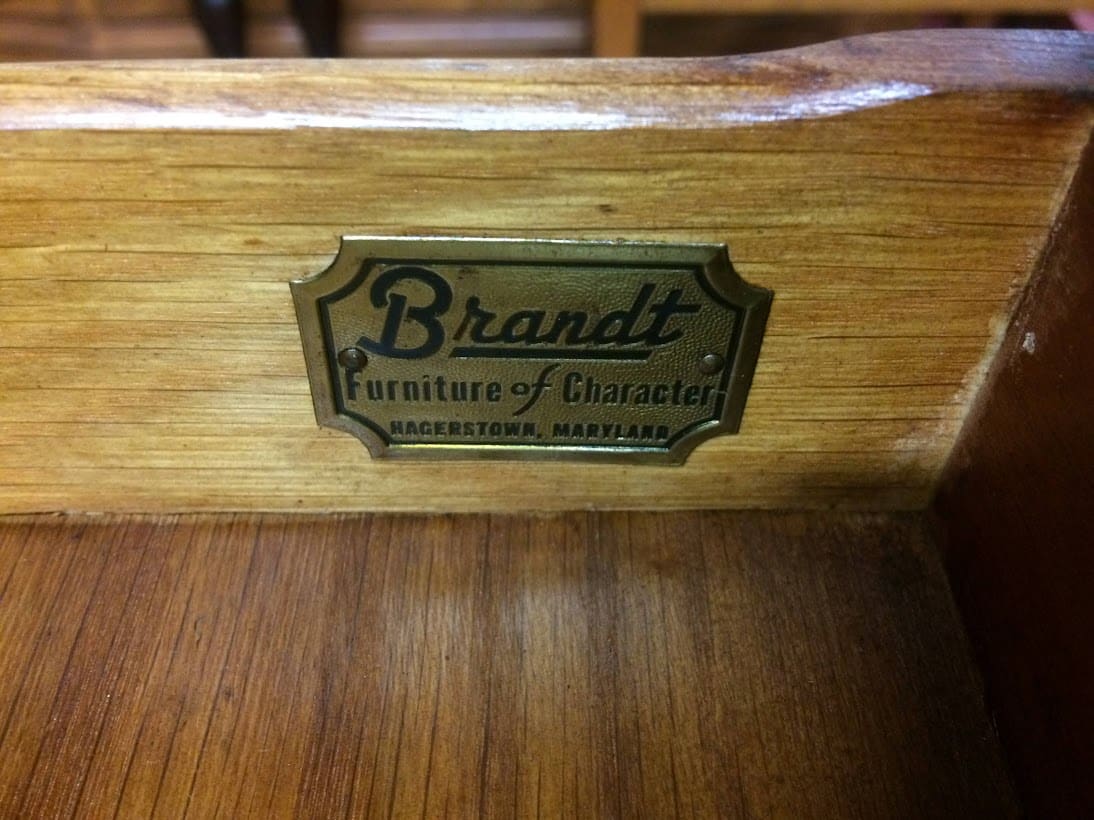 Brandt
Furniture of Character
HAGERSTOWN, MARYLAND